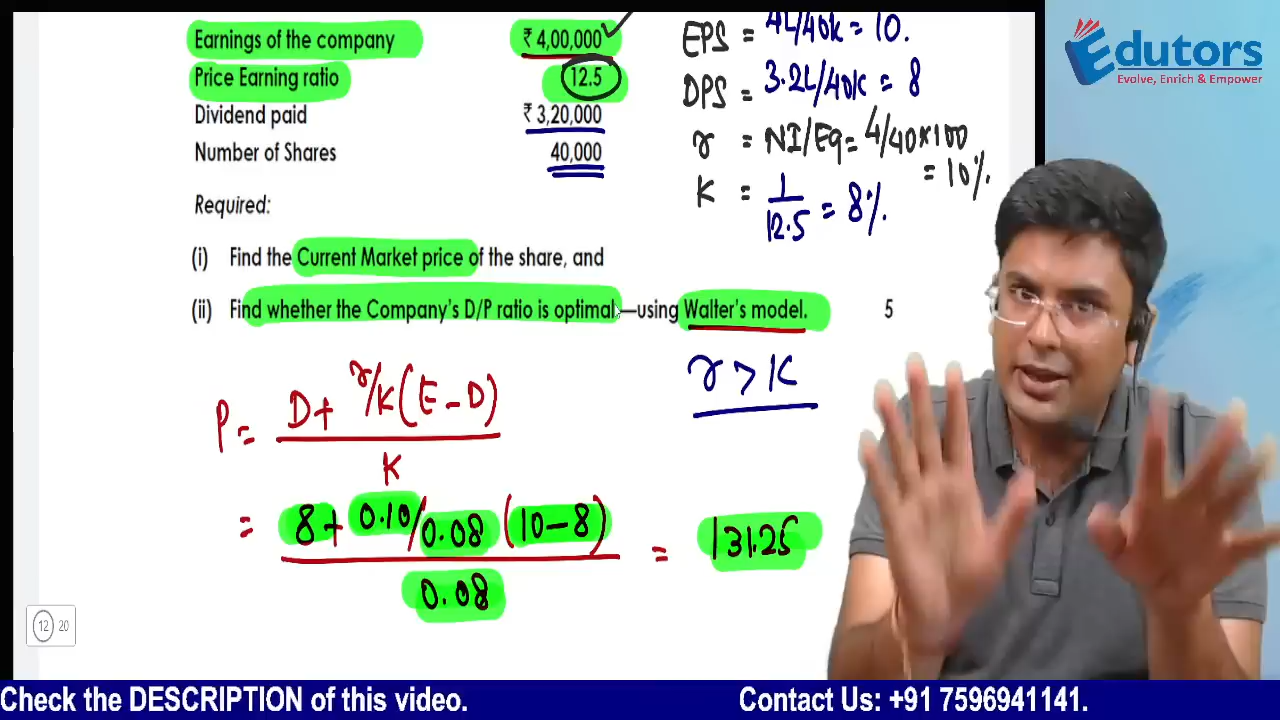 Earnings of the company ₹ 4,00,000
Price Earning ratio 12.5
Dividend paid ₹ 3,20,000
Number of Shares 40,000
Required:
(i) Find the Current Market price of the share, and
(ii) Find whether the Company's D/P ratio is optimal—using Walter's model. 5
EPS = 4L/40K = 10.
DPS = 3.2L/40K = 8
r = NI/Eq = 4/40×100
= 10%.
K = 1/12.5 = 8%
r > K
P = D + r/K (E – D)
K
= 8 + 0.10/0.08 (10 – 8) = 131.25
0.08
12 20
Edutors
Evolve, Enrich & Empower
Check the DESCRIPTION of this video. Contact Us: +91 7596941141.